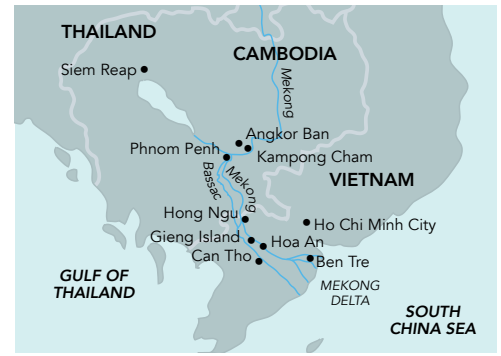 THAILAND
CAMBODIA
Siem Reap
Mekong
Angkor Ban
Phnom Penh
Kampong Cham
Bassac
Mekong
VIETNAM
Hong Ngu
Ho Chi Minh City
Gieng Island
Hoa An
Can Tho
Ben Tre
GULF OF
THAILAND
MEKONG
DELTA
SOUTH
CHINA SEA